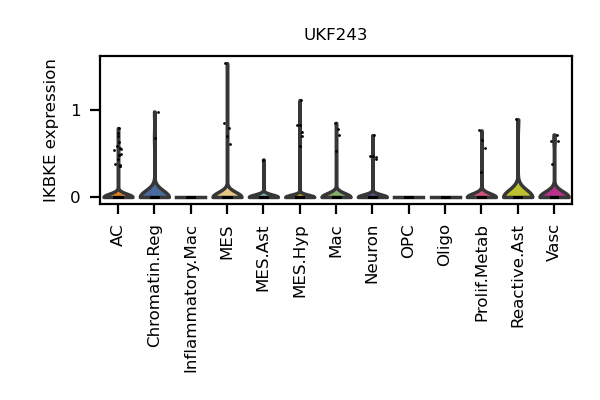 UKF243
IKBKE expression
1
0
AC
Chromatin.Reg
Inflammatory.Mac
MES
MES.Ast
MES.Hyp
Mac
Neuron
OPC
Oligo
Prolif.Metab
Reactive.Ast
Vasc